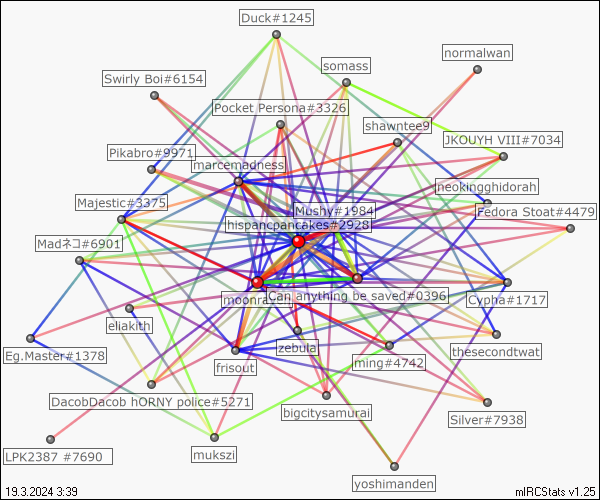 Duck#1245
normalwan
somass
Swirly Boi#6154
Pocket Persona#3326
shawntee9
JKOUYH VIII#7034
Pikabro#9971
marcemadness
neokingghidorah
Majestic#3375
Mushy#1984
Fedora Stoat#4479
hispancpancakes#2928
Madネコ#6901
Can anything be saved#0396
Cypha#1717
eliakith
zebulai
thesecondtwat
Eg.Master#1378
frisout
ming#4742
DacobDacob hORNY police#5271
bigcitysamurai
Silver#7938
mukszi
LPK2387 #7690
yoshimanden
19.3.2024 3:39
mIRCStats v1.25